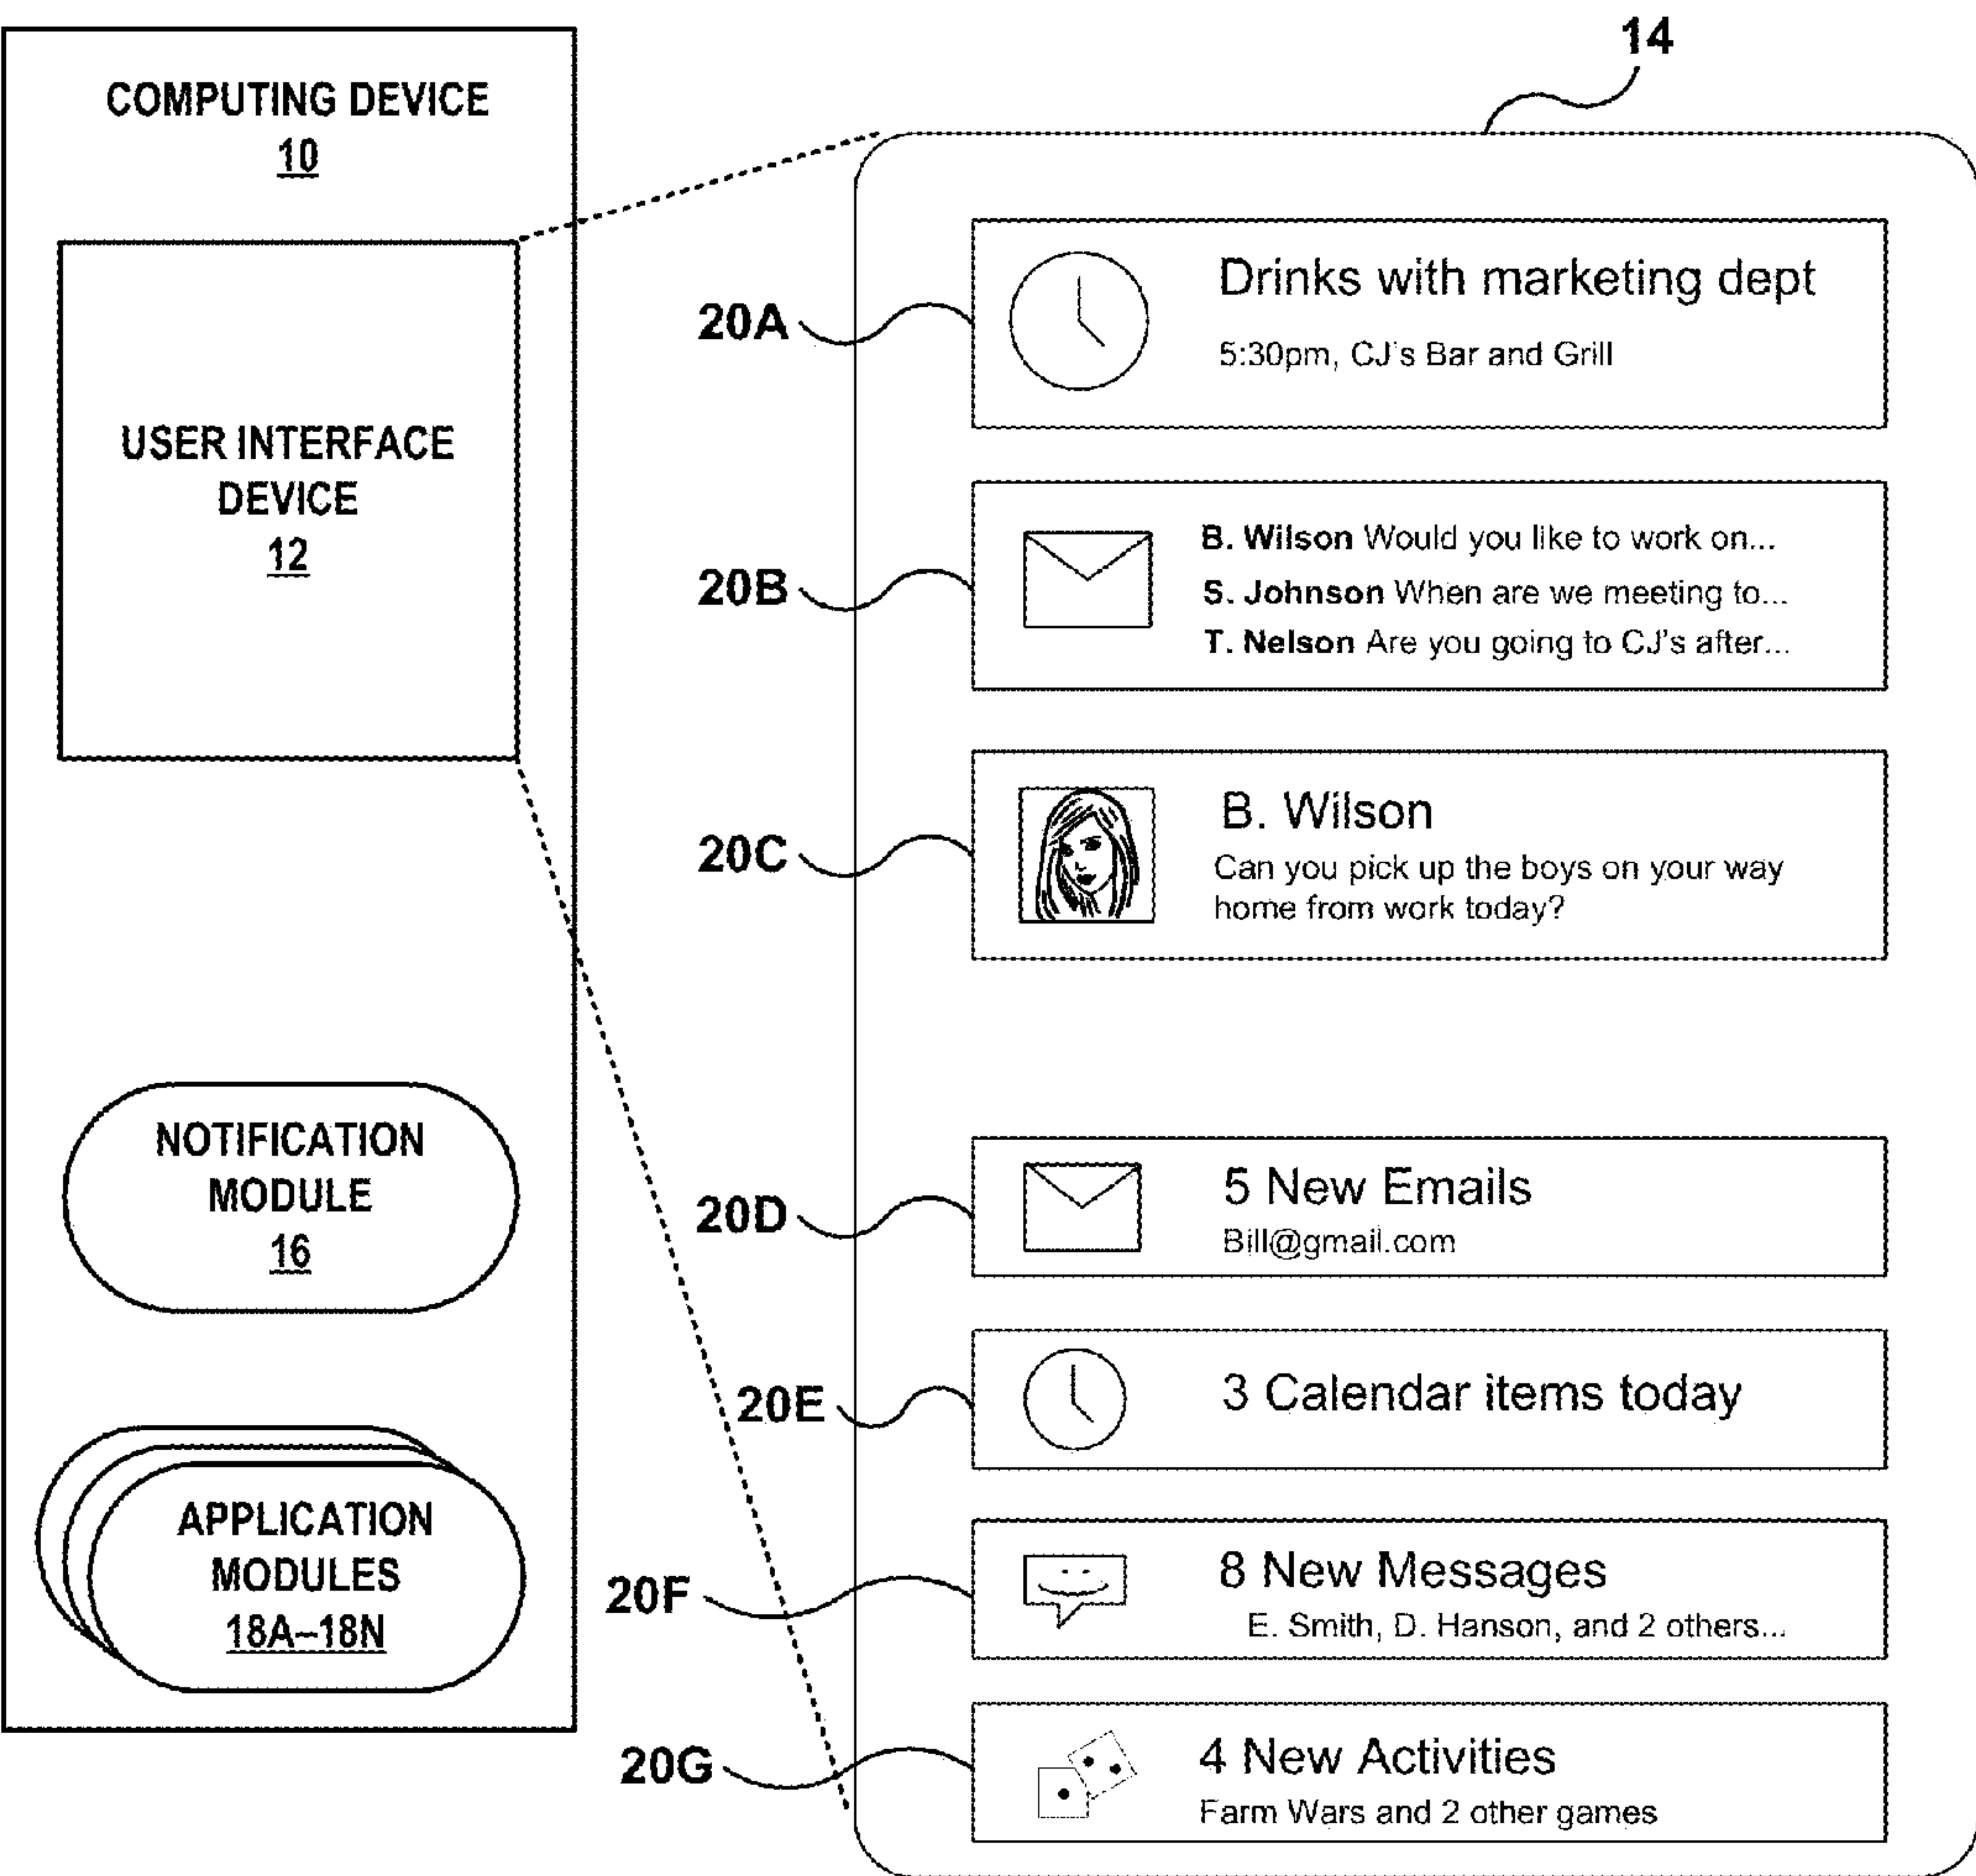 14
COMPUTING DEVICE
10
USER INTERFACE
DEVICE
12
NOTIFICATION
MODULE
16
APPLICATION
MODULES
18A–18N
20A
Drinks with marketing dept
5:30pm, CJ's Bar and Grill
20B
B. Wilson Would you like to work on...
S. Johnson When are we meeting to...
T. Nelson Are you going to CJ's after...
20C
B. Wilson
Can you pick up the boys on your way
home from work today?
20D
5 New Emails
Bill@gmail.com
20E
3 Calendar items today
20F
8 New Messages
E. Smith, D. Hanson, and 2 others...
20G
4 New Activities
Farm Wars and 2 other games